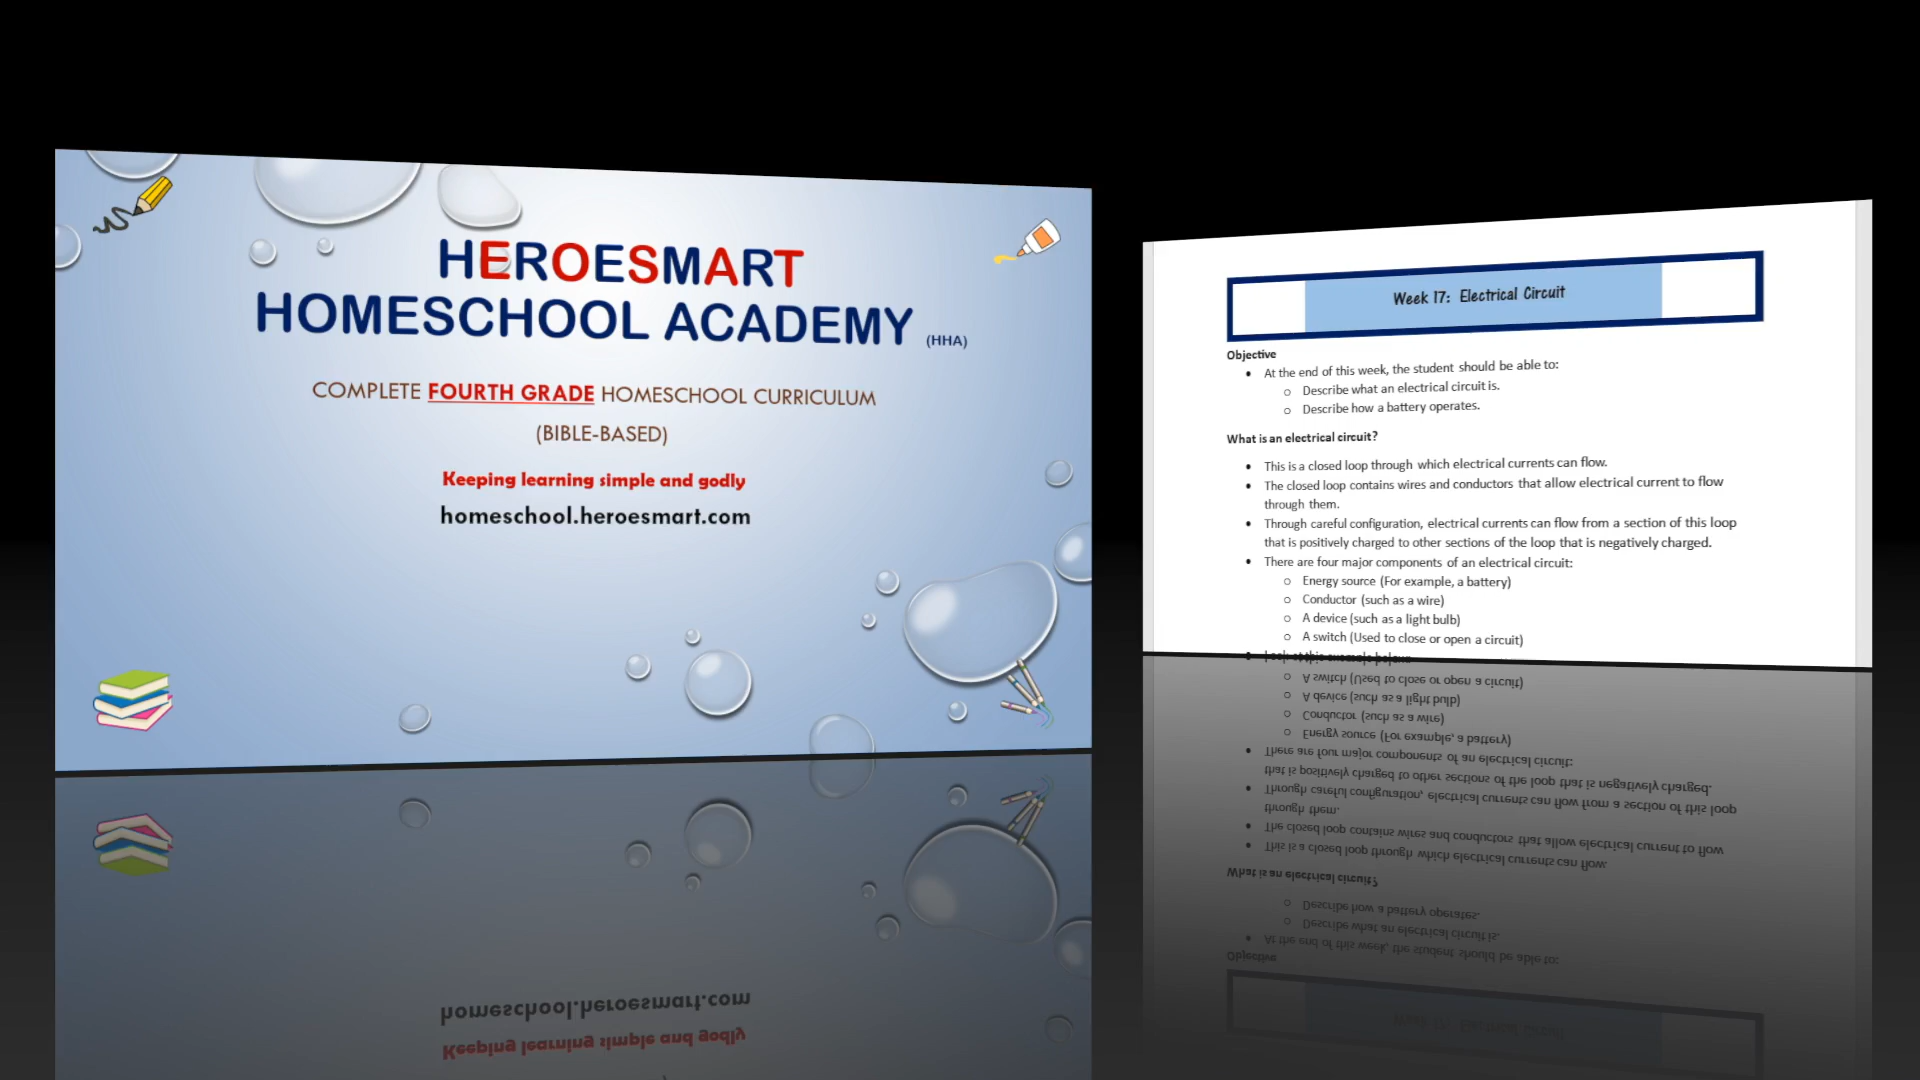 HEROESMART
HOMESCHOOL ACADEMY (HHA)
COMPLETE FOURTH GRADE HOMESCHOOL CURRICULUM
(BIBLE-BASED)
Keeping learning simple and godly
homeschool.heroesmart.com
Week 17: Electrical Circuit
Objective
• At the end of this week, the student should be able to:
o Describe what an electrical circuit is.
o Describe how a battery operates.
What is an electrical circuit?
• This is a closed loop through which electrical currents can flow.
• The closed loop contains wires and conductors that allow electrical current to flow
through them.
• Through careful configuration, electrical currents can flow from a section of this loop
that is positively charged to other sections of the loop that is negatively charged.
• There are four major components of an electrical circuit:
o Energy source (For example, a battery)
o Conductor (such as a wire)
o A device (such as a light bulb)
o A switch (Used to close or open a circuit)